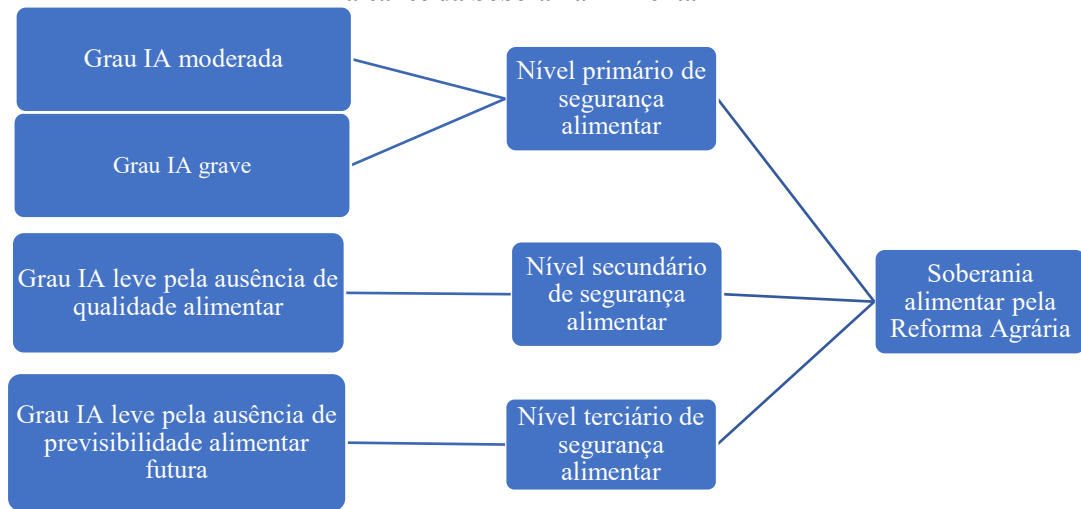 Grau IA moderada
Grau IA grave
Grau IA leve pela ausência de
qualidade alimentar
Grau IA leve pela ausência de
previsibilidade alimentar
futura
Nível primário de
segurança
alimentar
Nível secundário
de segurança
alimentar
Nível terciário de
segurança
alimentar
Soberania
alimentar pela
Reforma Agrária